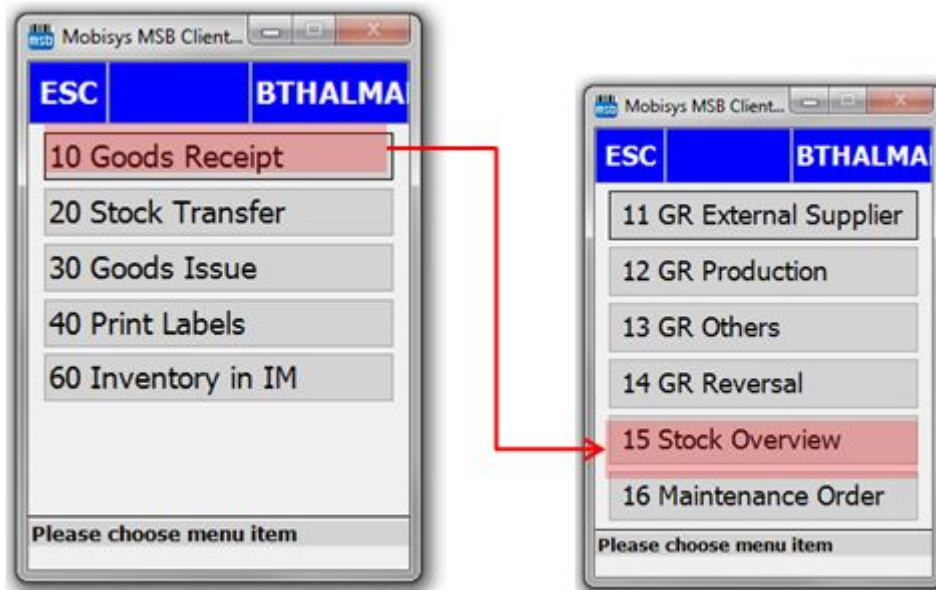 msb Mobisys MSB Client...
ESC BTHALMA
10 Goods Receipt
20 Stock Transfer
30 Goods Issue
40 Print Labels
60 Inventory in IM
Please choose menu item
msb Mobisys MSB Client...
ESC BTHALMA
11 GR External Supplier
12 GR Production
13 GR Others
14 GR Reversal
15 Stock Overview
16 Maintenance Order
Please choose menu item